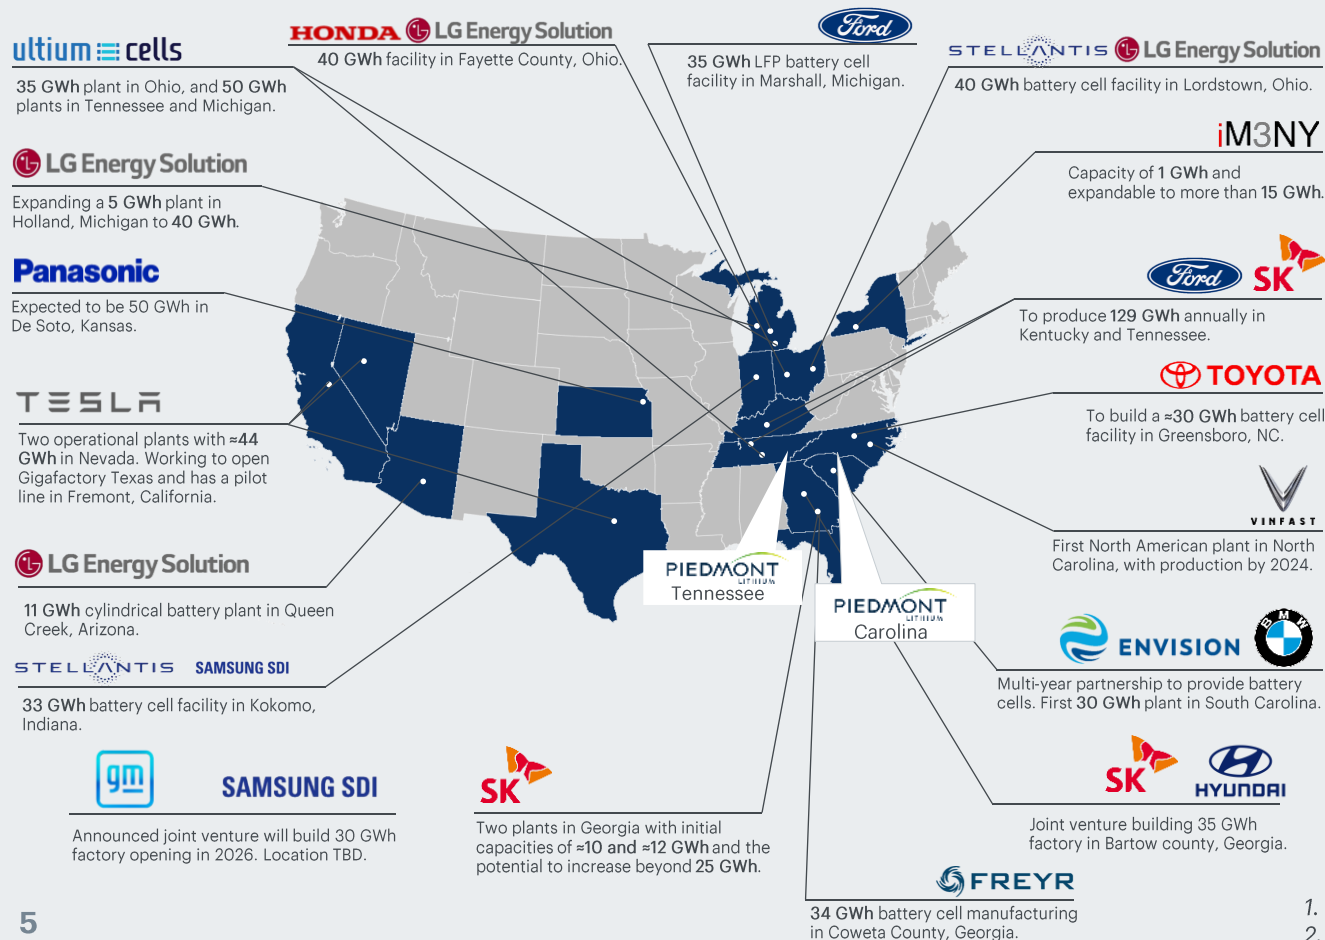 ultium cells
35 GWh plant in Ohio, and 50 GWh
plants in Tennessee and Michigan.
HONDA LG Energy Solution
40 GWh facility in Fayette County, Ohio.
Ford
35 GWh LFP battery cell
facility in Marshall, Michigan.
STELLANTIS LG Energy Solution
40 GWh battery cell facility in Lordstown, Ohio.
LG Energy Solution
Expanding a 5 GWh plant in
Holland, Michigan to 40 GWh.
iM3NY
Capacity of 1 GWh and
expandable to more than 15 GWh.
Panasonic
Expected to be 50 GWh in
De Soto, Kansas.
Ford SK
To produce 129 GWh annually in
Kentucky and Tennessee.
TESLA
Two operational plants with ≈44
GWh in Nevada. Working to open
Gigafactory Texas and has a pilot
line in Fremont, California.
TOYOTA
To build a ≈30 GWh battery cell
facility in Greensboro, NC.
VINFAST
First North American plant in North
Carolina, with production by 2024.
LG Energy Solution
11 GWh cylindrical battery plant in Queen
Creek, Arizona.
PIEDMONT
LITHIUM
Tennessee
PIEDMONT
LITHIUM
Carolina
ENVISION BMW
Multi-year partnership to provide battery
cells. First 30 GWh plant in South Carolina.
STELLANTIS SAMSUNG SDI
33 GWh battery cell facility in Kokomo,
Indiana.
gm SAMSUNG SDI
Announced joint venture will build 30 GWh
factory opening in 2026. Location TBD.
SK
Two plants in Georgia with initial
capacities of ≈10 and ≈12 GWh and the
potential to increase beyond 25 GWh.
SK HYUNDAI
Joint venture building 35 GWh
factory in Bartow county, Georgia.
FREYR
34 GWh battery cell manufacturing
in Coweta County, Georgia.
5
1.
2.